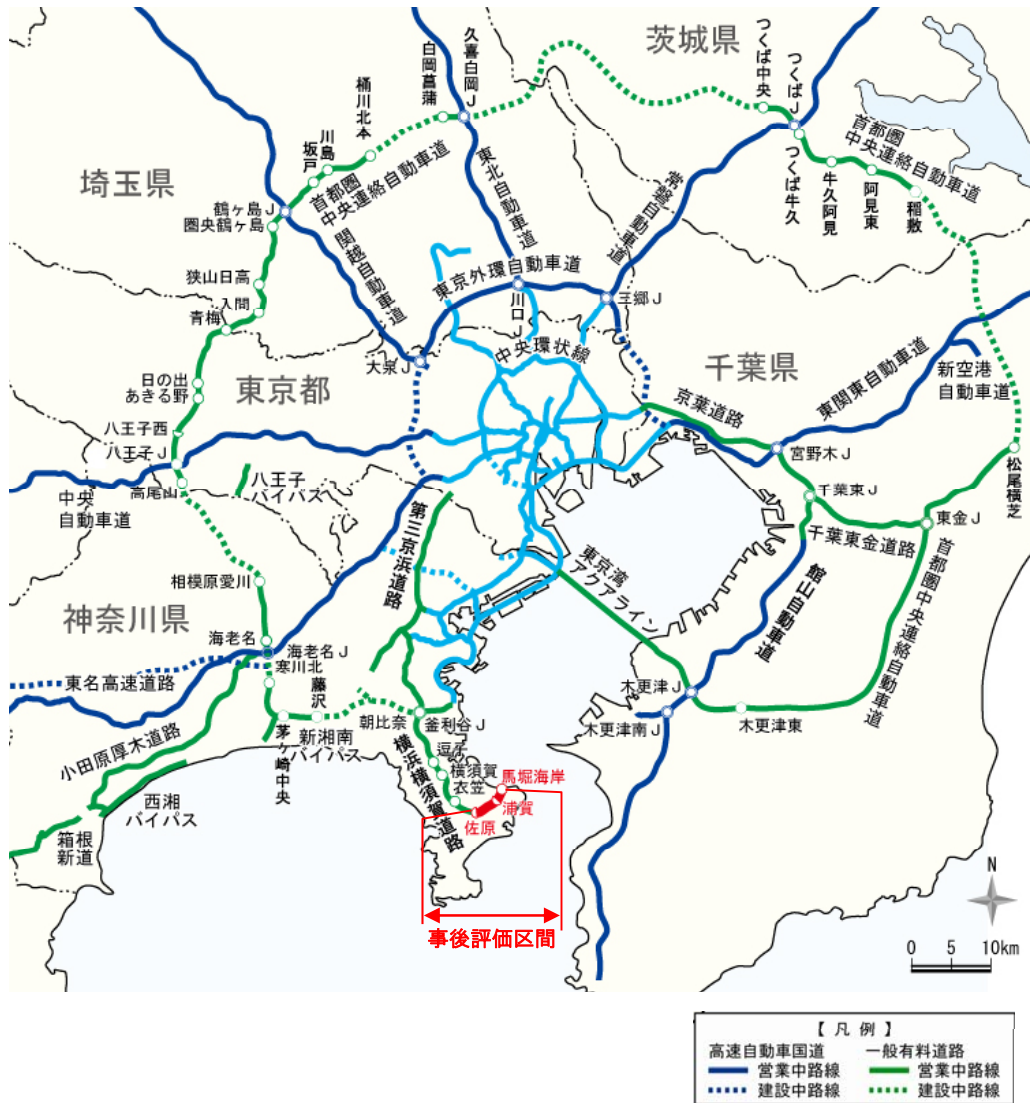 茨城県
久喜白岡J
白岡菖蒲
つくば中央
つくばJ
桶川北本
川島
坂戸
首都圏
中央連絡自動車道
東北自動車道
常磐自動車道
首都圏
中央連絡自動車道
つくば牛久
牛久阿見
阿見東
稲敷
埼玉県
鶴ヶ島J
圏央鶴ヶ島
関越自動車道
狭山日高
入間
青梅
東京外環自動車道
川口J
三郷J
大泉J
中央環状線
千葉県
東関東自動車道
新空港
自動車道
日の出
あきる野
東京都
京葉道路
八王子西
八王子J
宮野木J
高尾山
八王子
バイパス
中央
自動車道
松尾横芝
千葉東J
東金J
千葉東金道路
第三京浜道路
東京湾
アクアライン
館山自動車道
首都圏中央連絡自動車道
相模原愛川
神奈川県
海老名
海老名J
寒川北
東名高速道路
藤沢
木更津J
木更津東
木更津南J
朝比奈
釜利谷J
小田原厚木道路
茅ヶ崎中央
新湘南
バイパス
逗子
横須賀
衣笠
横浜横須賀道路
馬堀海岸
浦賀
佐原
西湘
バイパス
箱根
新道
事後評価区間
N
0 5 10km
【凡例】
高速自動車国道 一般有料道路
営業中路線 営業中路線
建設中路線 建設中路線